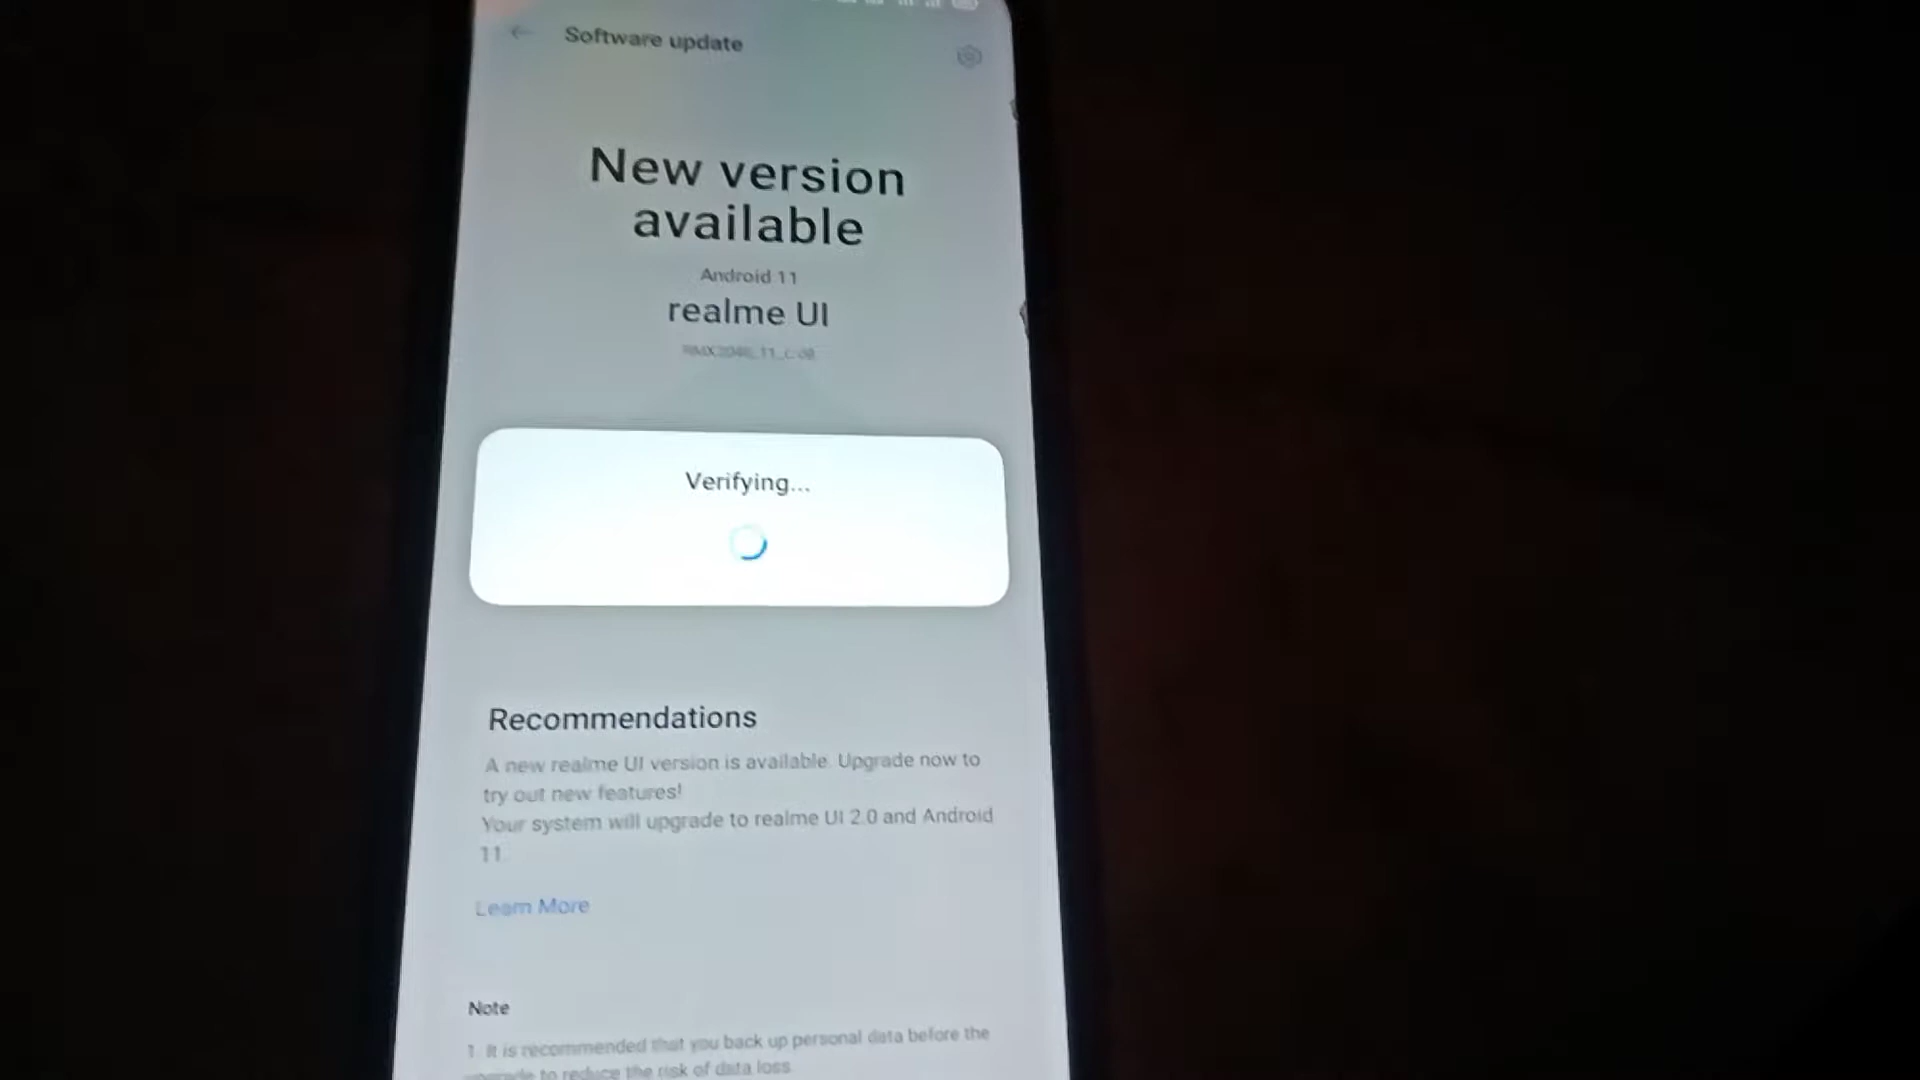 Software update
New version
available
Android 11
realme UI
Verifying...
Recommendations
A new realme UI version is available. Upgrade now to
try out new features!
Your system will upgrade to realme UI 2.0 and Android
11.
Learn More
Note
1. It is recommended that you back up personal data before the
upgrade to reduce the risk of data loss.